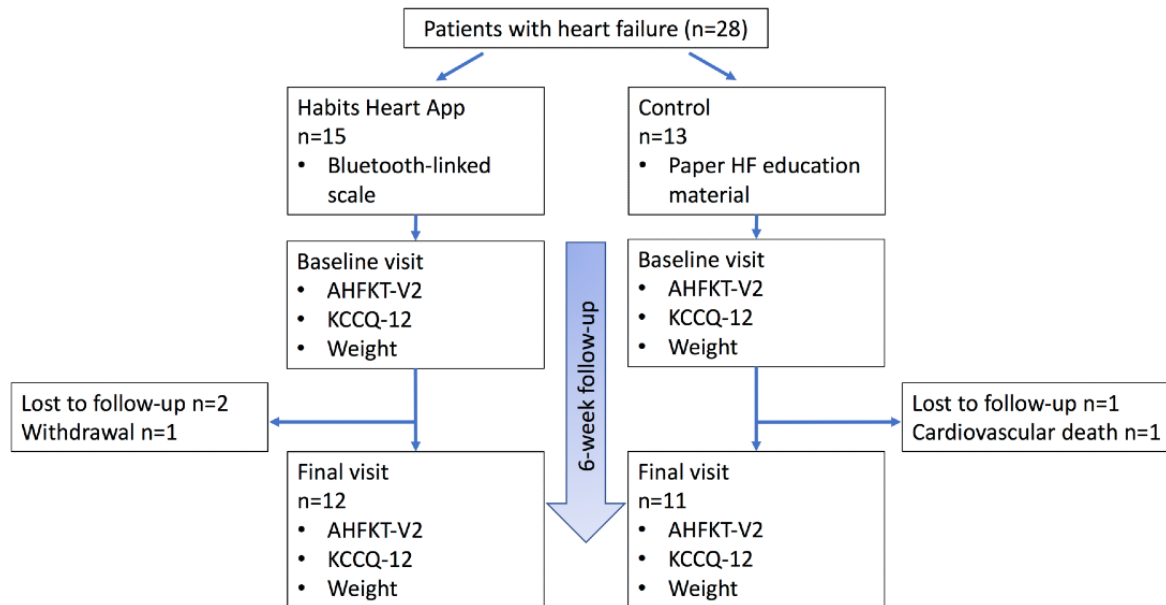 Patients with heart failure (n=28)
Habits Heart App
n=15
• Bluetooth-linked
scale
Control
n=13
• Paper HF education
material
Baseline visit
• AHFKT-V2
• KCCQ-12
• Weight
6-week follow-up
Baseline visit
• AHFKT-V2
• KCCQ-12
• Weight
Lost to follow-up n=2
Withdrawal n=1
Lost to follow-up n=1
Cardiovascular death n=1
Final visit
n=12
• AHFKT-V2
• KCCQ-12
• Weight
Final visit
n=11
• AHFKT-V2
• KCCQ-12
• Weight